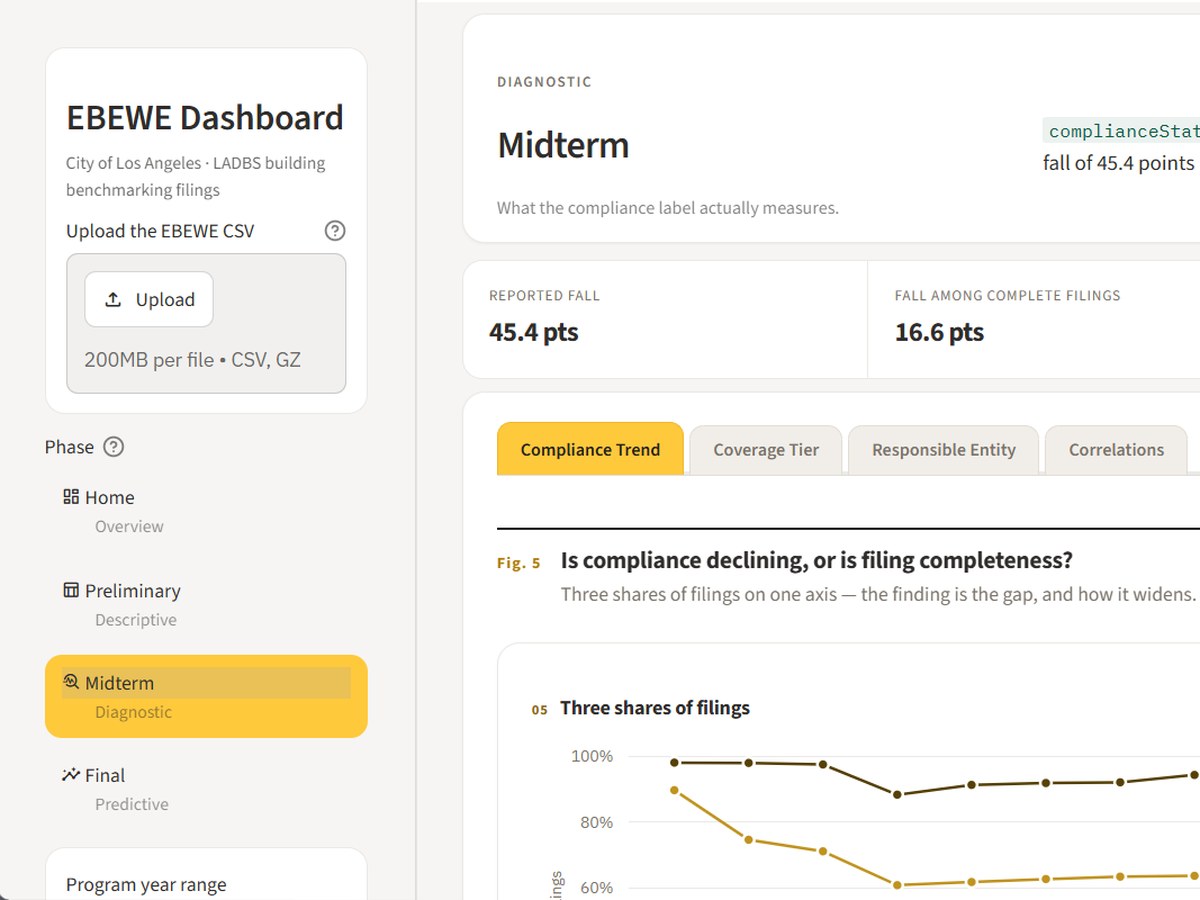 EBEWE Dashboard
City of Los Angeles · LADBS building
benchmarking filings
Upload the EBEWE CSV
Upload
200MB per file • CSV, GZ
Phase
Home
Overview
Preliminary
Descriptive
Midterm
Diagnostic
Final
Predictive
Program year range
DIAGNOSTIC
Midterm
What the compliance label actually measures.
complianceStat
fall of 45.4 points
REPORTED FALL
45.4 pts
FALL AMONG COMPLETE FILINGS
16.6 pts
Compliance Trend
Coverage Tier
Responsible Entity
Correlations
Fig. 5 Is compliance declining, or is filing completeness?
Three shares of filings on one axis — the finding is the gap, and how it widens.
05 Three shares of filings
100%
80%
60%
ings